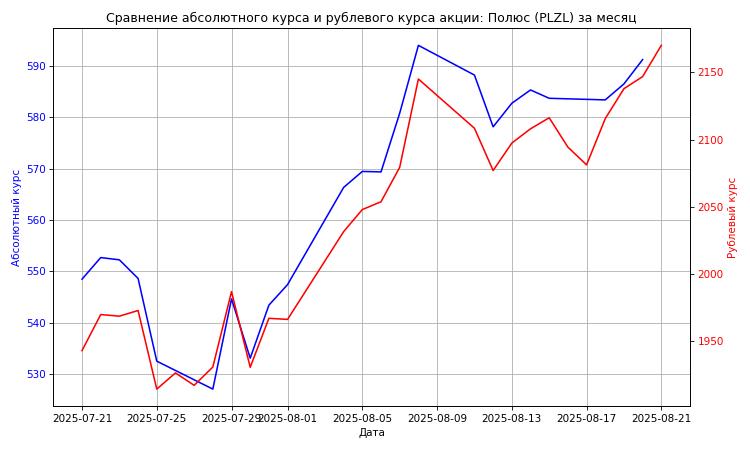 Сравнение абсолютного курса и рублевого курса акции: Полюс (PLZL) за месяц
Абсолютный курс
590
580
570
560
550
540
530
2150
2100
2050
2000
1950
Рублевый курс
2025-07-21 2025-07-25 2025-07-29 2025-08-01 2025-08-05 2025-08-09 2025-08-13 2025-08-17 2025-08-21
Дата